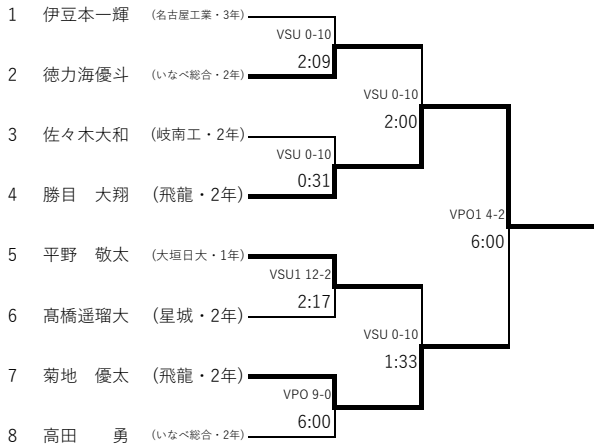 1 伊豆本一輝 (名古屋工業・3年)
VSU 0-10
2:09
2 徳力海優斗 (いなべ総合・2年)
VSU 0-10
2:00
3 佐々木大和 (岐南工・2年)
VSU 0-10
0:31
4 勝目 大翔 (飛龍・2年)
VPO1 4-2
6:00
5 平野 敬太 (大垣日大・1年)
VSU1 12-2
2:17
6 髙橋遥瑠大 (星城・2年)
VSU 0-10
1:33
7 菊地 優太 (飛龍・2年)
VPO 9-0
6:00
8 高田 勇 (いなべ総合・2年)